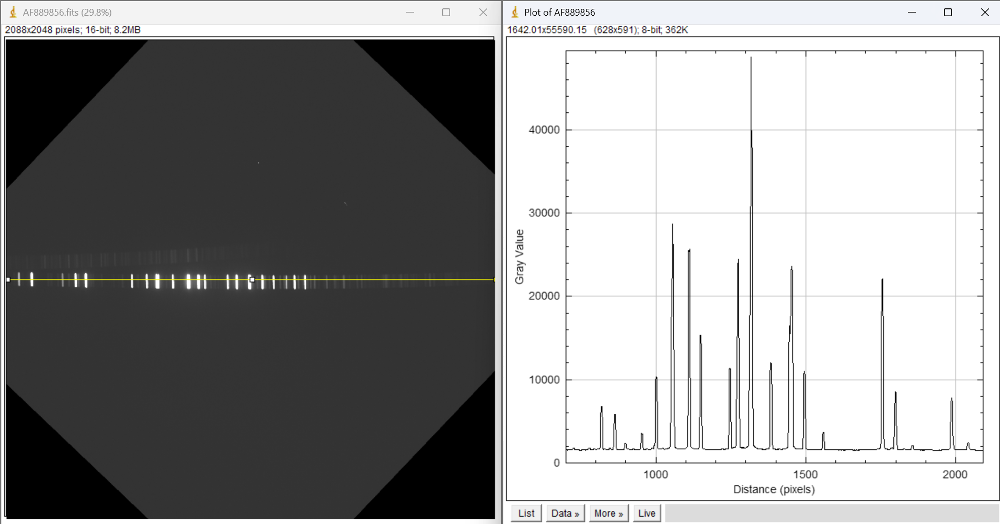 AF889856.fits (29.8%)
2088x2048 pixels; 16-bit; 8.2MB
Plot of AF889856
1642.01x55590.15 (628x591); 8-bit; 362K
40000
30000
20000
10000
0
Gray Value
1000 1500 2000
Distance (pixels)
List Data » More » Live